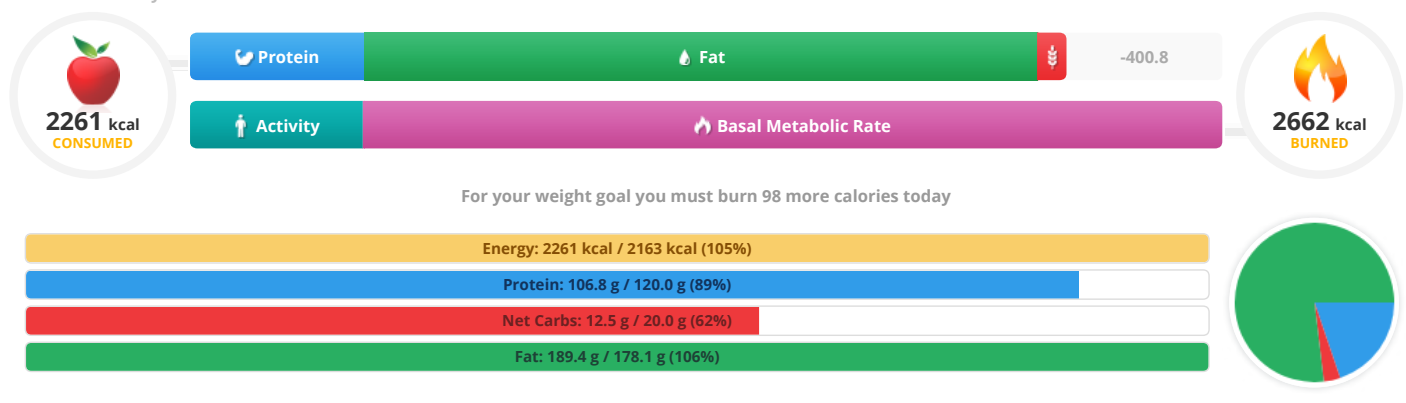 Protein
Fat
-400.8
2261 kcal
CONSUMED
2662 kcal
BURNED
Activity
Basal Metabolic Rate
For your weight goal you must burn 98 more calories today
Energy: 2261 kcal / 2163 kcal (105%)
Protein: 106.8 g / 120.0 g (89%)
Net Carbs: 12.5 g / 20.0 g (62%)
Fat: 189.4 g / 178.1 g (106%)